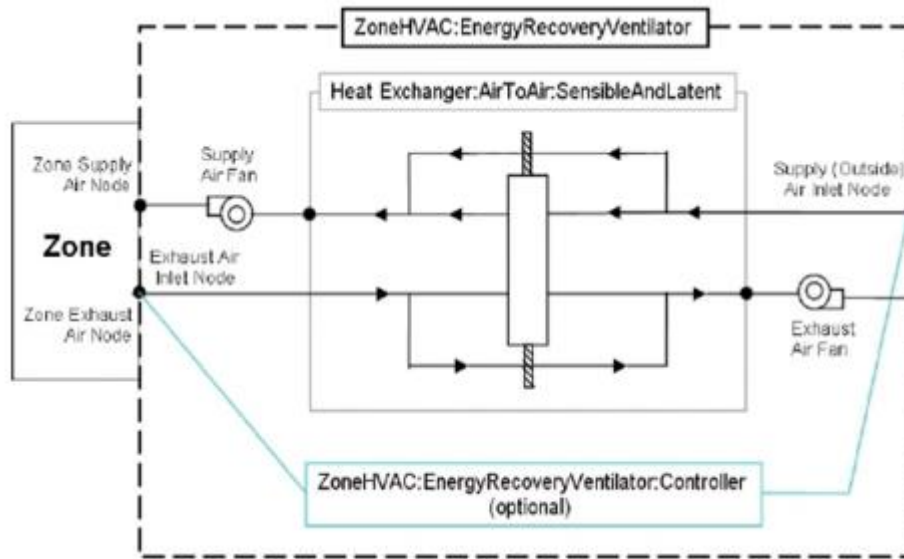 ZoneHVAC:EnergyRecoveryVentilator
Heat Exchanger:AirToAir:SensibleAndLatent
Zone Supply
Air Node
Supply
Air Fan
Supply (Outside)
Air Inlet Node
Zone
Exhaust Air
Inlet Node
Zone Exhaust
Air Node
Exhaust
Air Fan
ZoneHVAC:EnergyRecoveryVentilator:Controller
(optional)